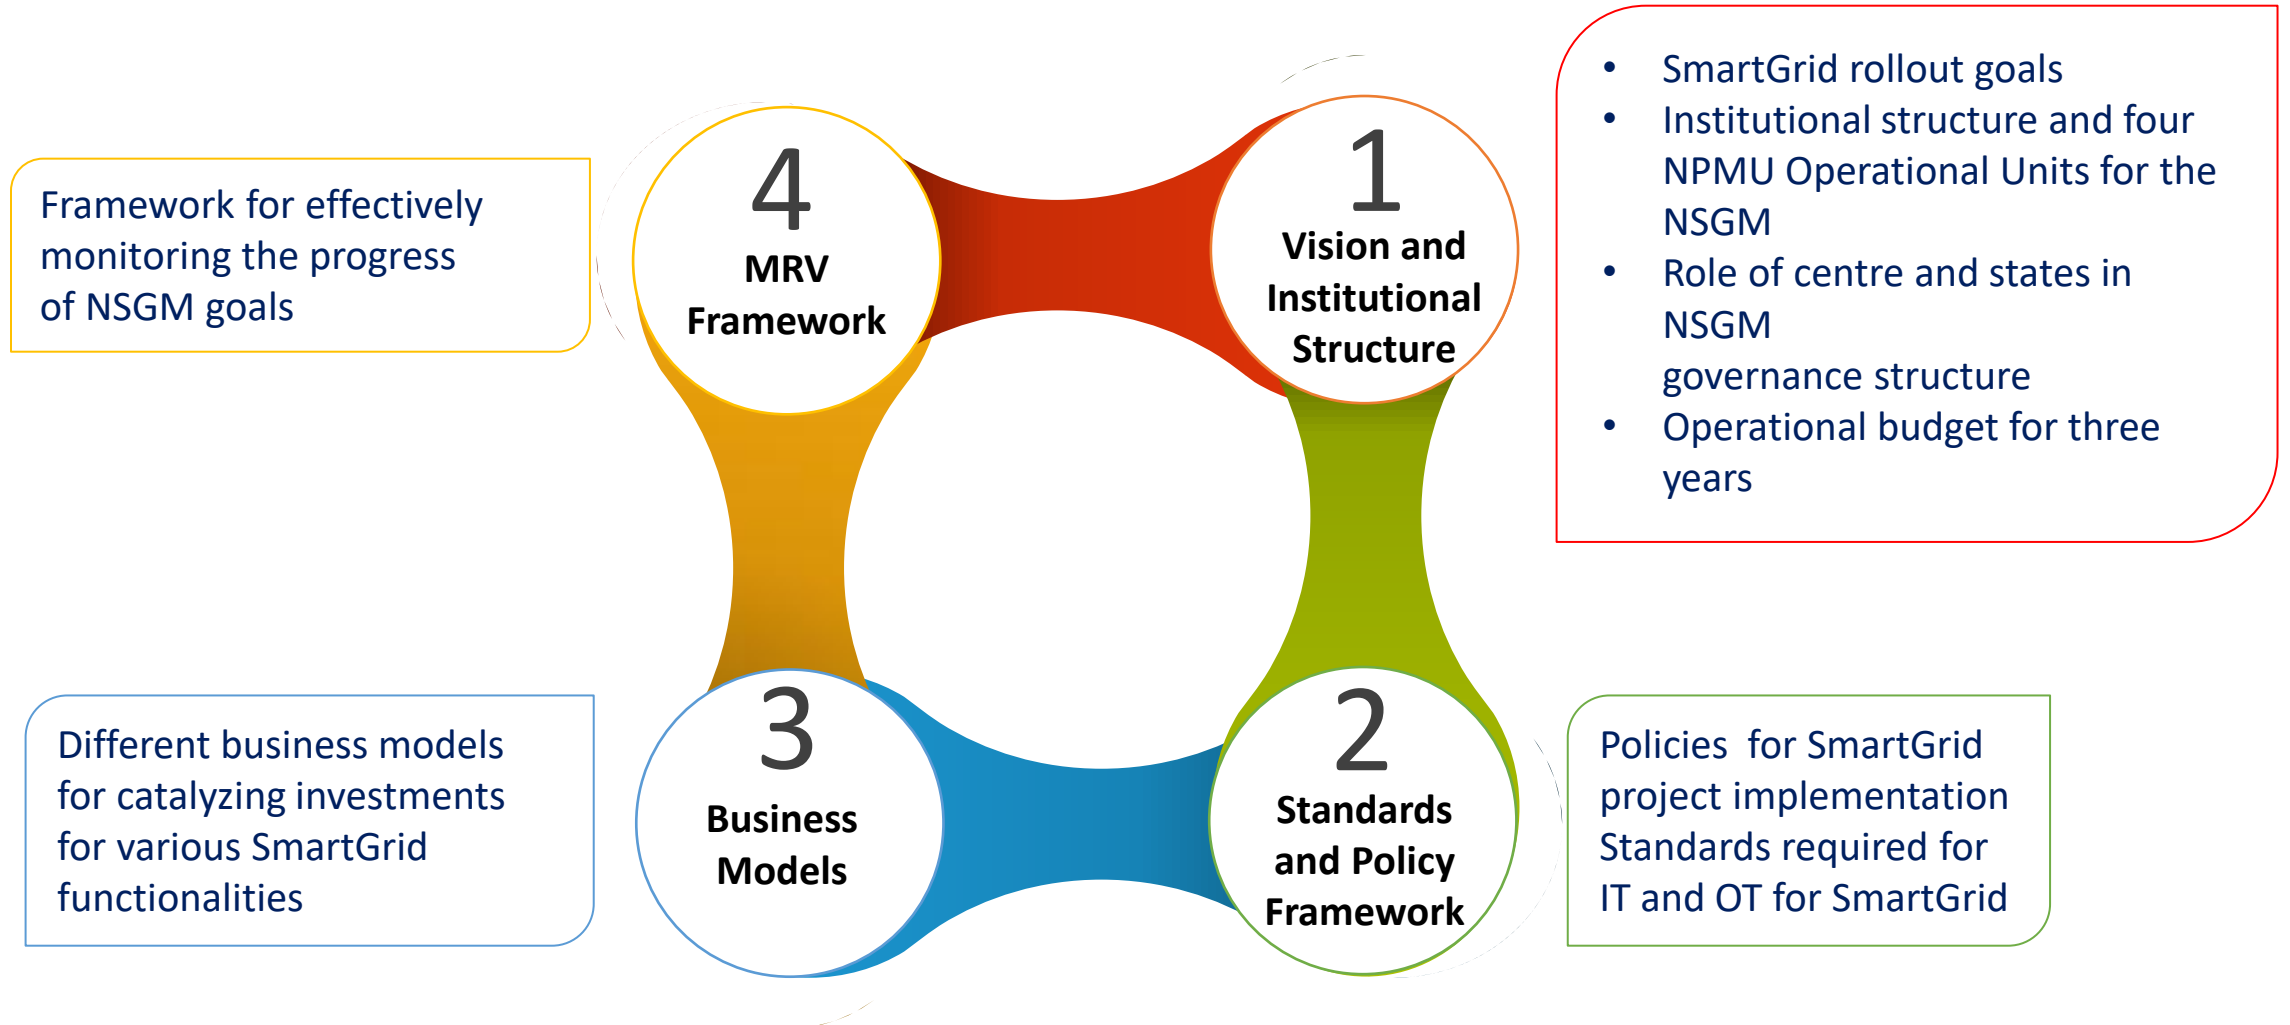 4
MRV
Framework
Framework for effectively
monitoring the progress
of NSGM goals
1
Vision and
Institutional
Structure
• SmartGrid rollout goals
• Institutional structure and four
NPMU Operational Units for the
NSGM
• Role of centre and states in
NSGM
governance structure
• Operational budget for three
years
3
Business
Models
Different business models
for catalyzing investments
for various SmartGrid
functionalities
2
Standards
and Policy
Framework
Policies for SmartGrid
project implementation
Standards required for
IT and OT for SmartGrid